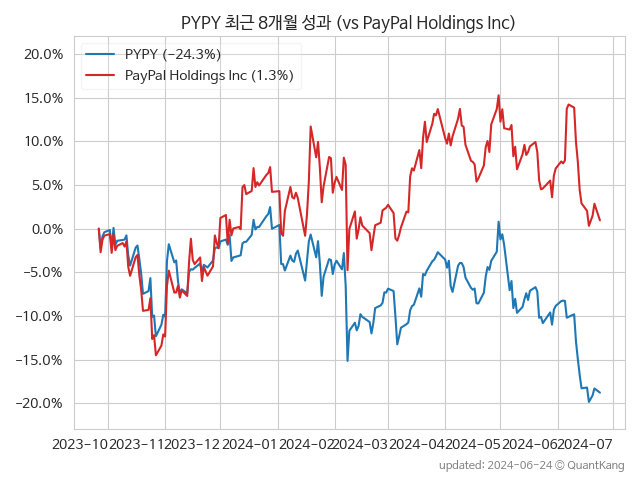 PYPY 최근 8개월 성과 (vs PayPal Holdings Inc)
PYPY (−24.3%)
PayPal Holdings Inc (1.3%)
20.0%
15.0%
10.0%
5.0%
0.0%
−5.0%
−10.0%
−15.0%
−20.0%
2023-10 2023-11 2023-12 2024-01 2024-02 2024-03 2024-04 2024-05 2024-06 2024-07
updated: 2024-06-24 © QuantKang